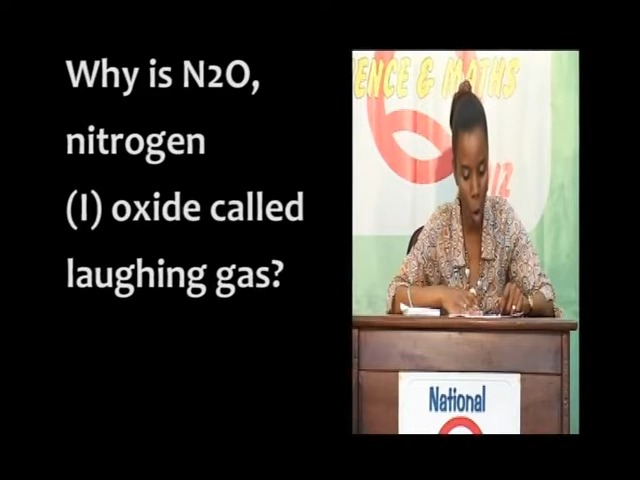 Why is N2O,
nitrogen
(I) oxide called
laughing gas?
ENCE & MATHS
National